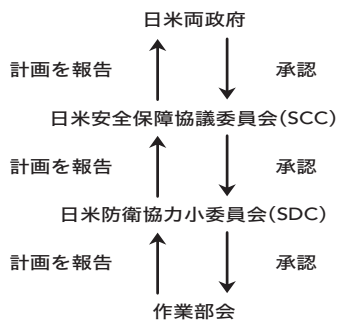 日米両政府
計画を報告 承認
日米安全保障協議委員会(SCC)
計画を報告 承認
日米防衛協力小委員会(SDC)
計画を報告 承認
作業部会